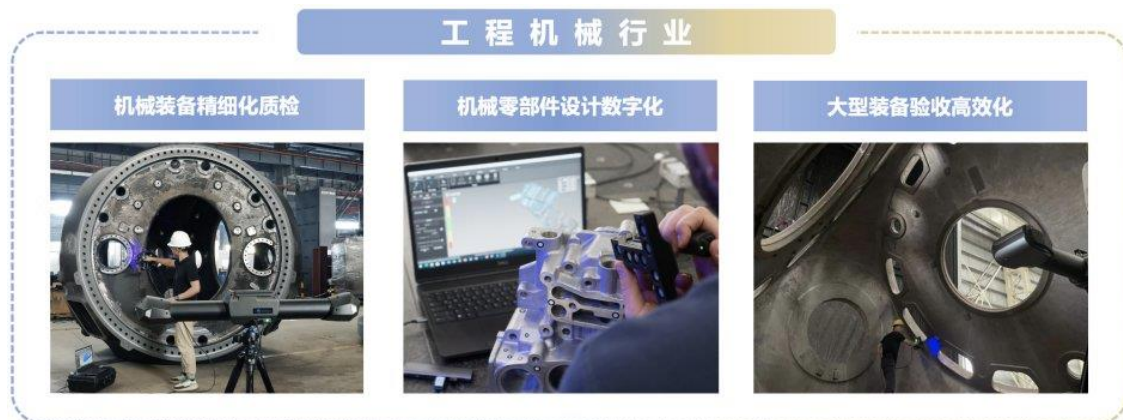 工程机械行业
机械装备精细化质检
机械零部件设计数字化
大型装备验收高效化